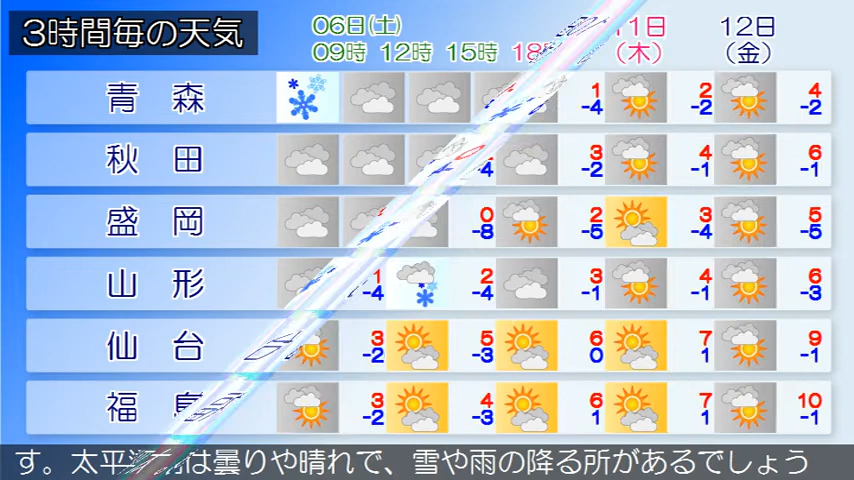 3時間毎の天気
06日(土)
09時 12時 15時 18時 11日(木) 12日(金)
青森 1 -4 2 -2 4 -2
秋田 -4 3 -2 4 -1 6 -1
盛岡 0 -8 2 -5 3 -4 5 -5
山形 1 -4 2 -4 3 -1 4 -1 6 -3
仙台 3 -2 5 -3 6 0 7 1 9 -1
福島 3 -2 4 -3 6 1 7 1 10 -1
す。太平洋側は曇りや晴れで、雪や雨の降る所があるでしょう